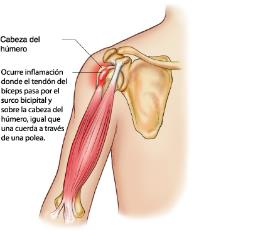 Cabeza del
húmero
Ocurre inflamación
donde el tendón del
bíceps pasa por el
surco bicipital y
sobre la cabeza del
húmero, igual que
una cuerda a través
de una polea.